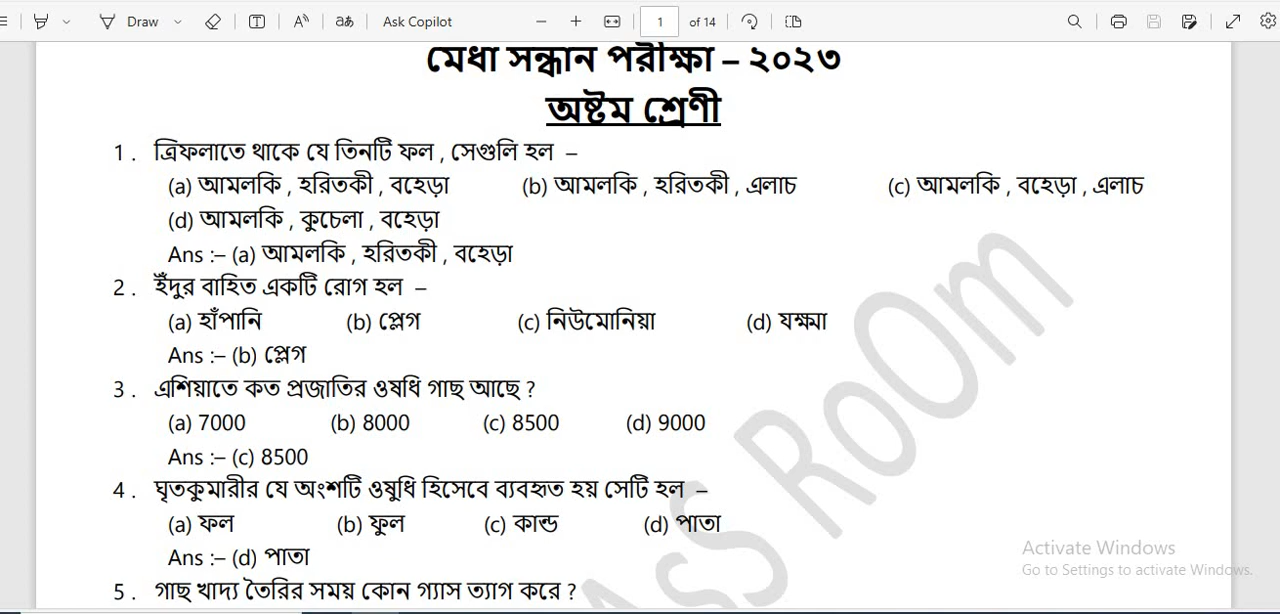 Draw
Ask Copilot
1 of 14
মেধা সন্ধান পরীক্ষা – ২০২৩
অষ্টম শ্রেণী
1 . ত্রিফলাতে থাকে যে তিনটি ফল , সেগুলি হল –
(a) আমলকি , হরিতকী , বহেড়া (b) আমলকি , হরিতকী , এলাচ (c) আমলকি , বহেড়া , এলাচ
(d) আমলকি , কুচেলা , বহেড়া
Ans :– (a) আমলকি , হরিতকী , বহেড়া
2 . ইঁদুর বাহিত একটি রোগ হল –
(a) হাঁপানি (b) প্লেগ (c) নিউমোনিয়া (d) যক্ষ্মা
Ans :– (b) প্লেগ
3 . এশিয়াতে কত প্রজাতির ওষধি গাছ আছে ?
(a) 7000 (b) 8000 (c) 8500 (d) 9000
Ans :– (c) 8500
4 . ঘৃতকুমারীর যে অংশটি ওষুধি হিসেবে ব্যবহৃত হয় সেটি হল –
(a) ফল (b) ফুল (c) কান্ড (d) পাতা
Ans :– (d) পাতা
5 . গাছ খাদ্য তৈরির সময় কোন গ্যাস ত্যাগ করে ?
RoOm
Activate Windows
Go to Settings to activate Windows.